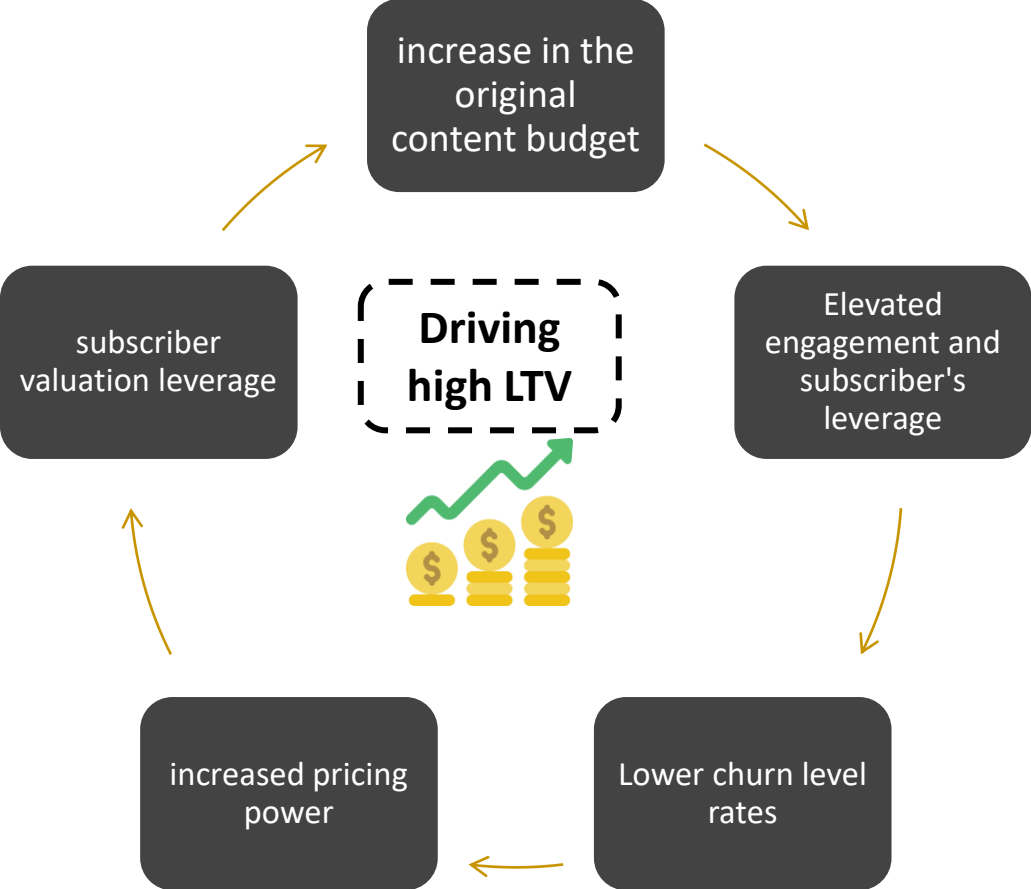 increase in the
original
content budget
Elevated
engagement and
subscriber's
leverage
Lower churn level
rates
increased pricing
power
subscriber
valuation leverage
Driving
high LTV
$
$
$